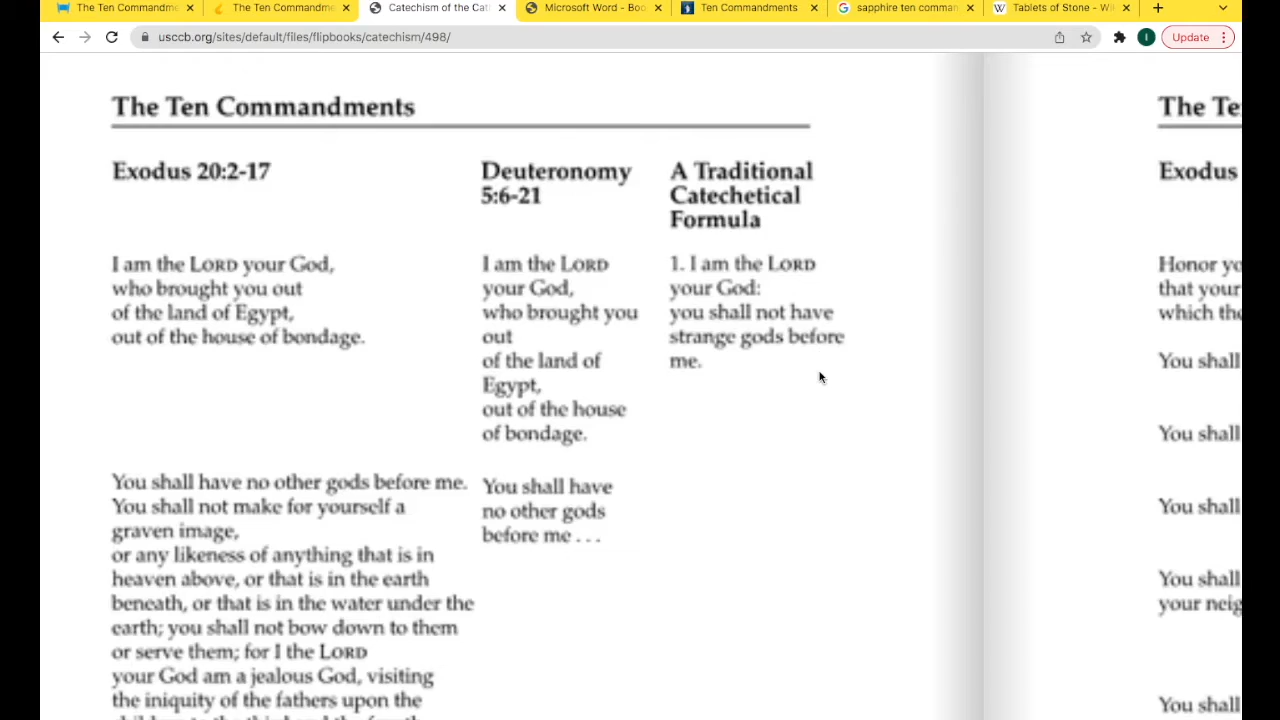 The Ten Commandme
The Ten Commandme
Catechism of the Cat
Microsoft Word - Boo
Ten Commandments
sapphire ten comman
Tablets of Stone - Wi
usccb.org/sites/default/files/flipbooks/catechism/498/
I
Update
The Ten Commandments
Exodus 20:2-17
I am the LORD your God,
who brought you out
of the land of Egypt,
out of the house of bondage.
You shall have no other gods before me.
You shall not make for yourself a
graven image,
or any likeness of anything that is in
heaven above, or that is in the earth
beneath, or that is in the water under the
earth; you shall not bow down to them
or serve them; for I the LORD
your God am a jealous God, visiting
the iniquity of the fathers upon the
Deuteronomy
5:6-21
I am the LORD
your God,
who brought you
out
of the land of
Egypt,
out of the house
of bondage.
You shall have
no other gods
before me . . .
A Traditional
Catechetical
Formula
1. I am the LORD
your God:
you shall not have
strange gods before
me.
The Te
Exodus
Honor yo
that your
which the
You shall
You shall
You shall
You shall
your neig
You shall